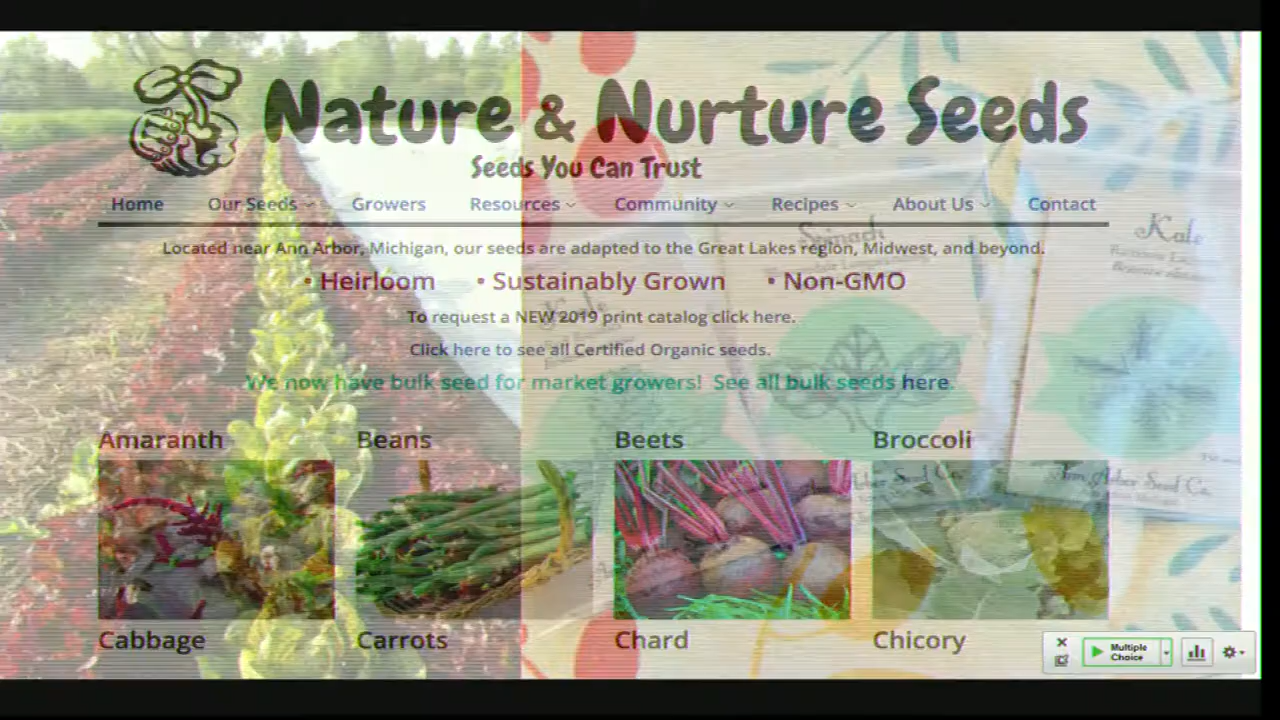 Nature & Nurture Seeds
Seeds You Can Trust
Home Our Seeds Growers Resources Community Recipes About Us Contact
Located near Ann Arbor, Michigan, our seeds are adapted to the Great Lakes region, Midwest, and beyond.
• Heirloom • Sustainably Grown • Non-GMO
To request a NEW 2019 print catalog click here.
Click here to see all Certified Organic seeds.
We now have bulk seed for market growers! See all bulk seeds here.
Amaranth Beans Beets Broccoli
Cabbage Carrots Chard Chicory
Spinach
Kale
Kale
Arbor Seed Co.
Ann Arbor Seed Co.
Multiple
Choice